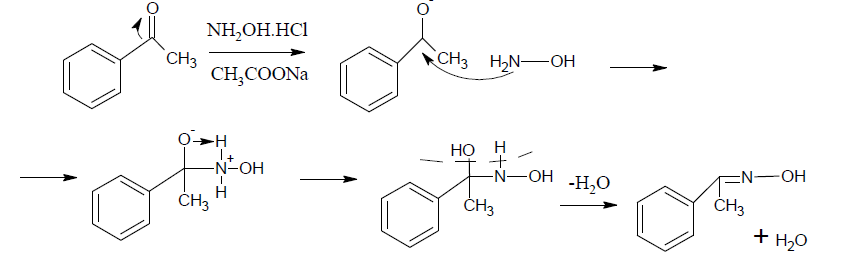 O
NH₂OH.HCl
CH₃
CH₃COONa
O⁻
CH₃
H₂N—OH
O⁻ H
N⁺—OH
H
CH₃
HO H
N—OH
CH₃
-H₂O
N—OH
CH₃
+ H₂O